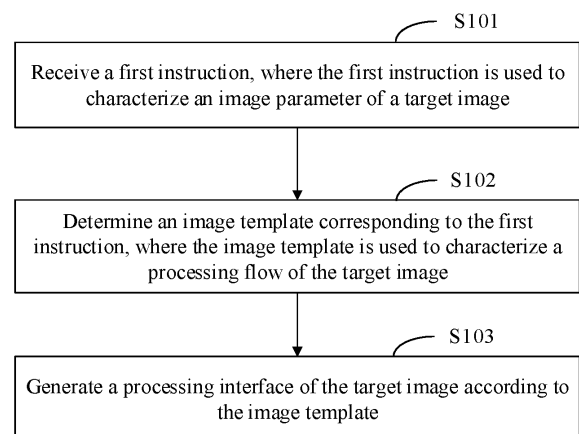 S101
Receive a first instruction, where the first instruction is used to
characterize an image parameter of a target image
S102
Determine an image template corresponding to the first
instruction, where the image template is used to characterize a
processing flow of the target image
S103
Generate a processing interface of the target image according to
the image template